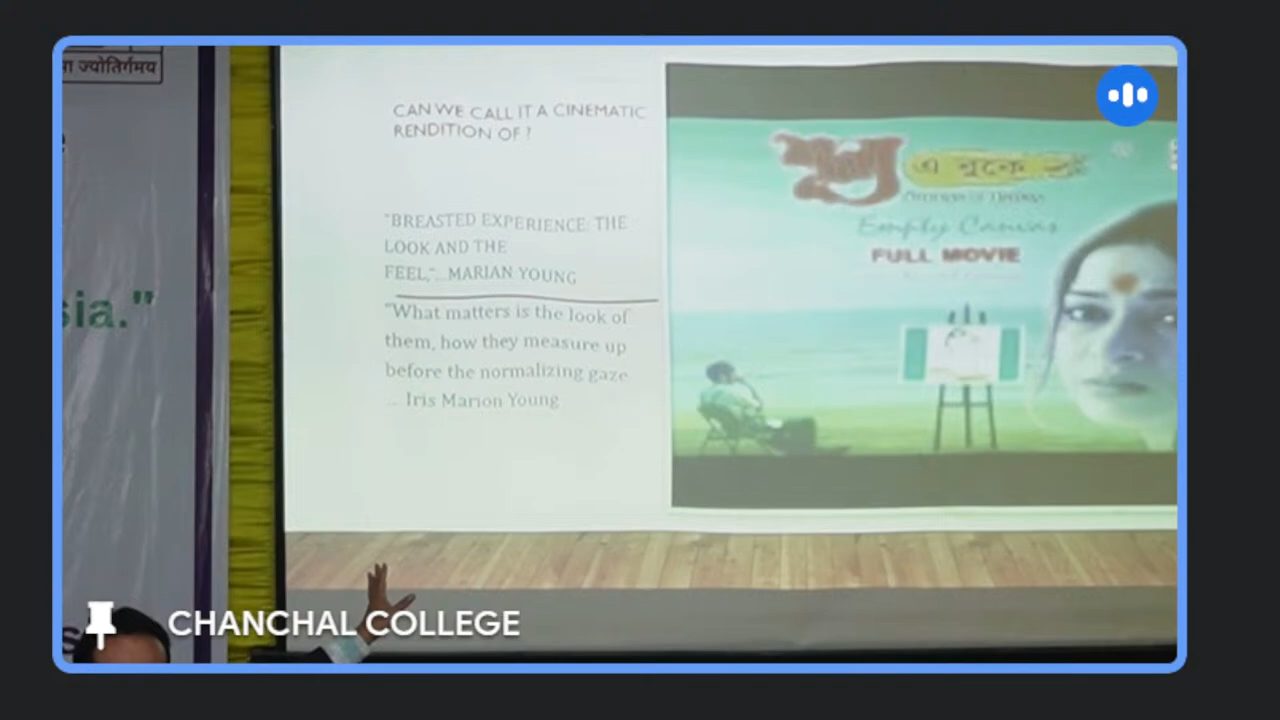 ा ज्योतिर्गमय
sia."
CAN WE CALL IT A CINEMATIC
RENDITION OF ?
"BREASTED EXPERIENCE: THE
LOOK AND THE
FEEL,"...MARIAN YOUNG
"What matters is the look of
them, how they measure up
before the normalizing gaze
... Iris Marion Young
শূন্য এ বুকে
Empty Canvas
FULL MOVIE
CHANCHAL COLLEGE